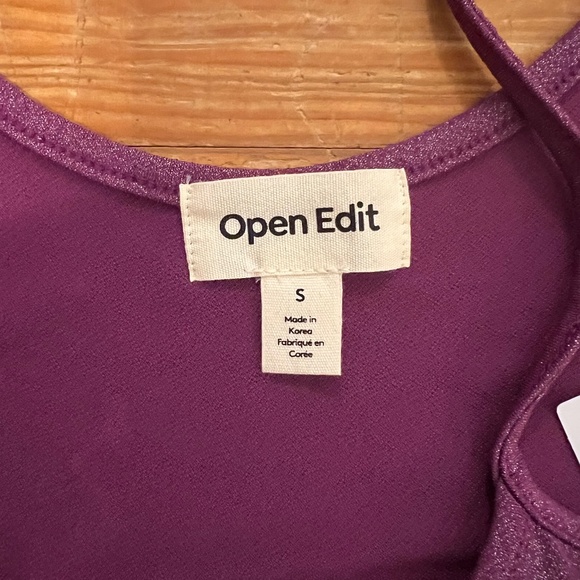 Open Edit
S
Made in
Korea
Fabriqué en
Corée